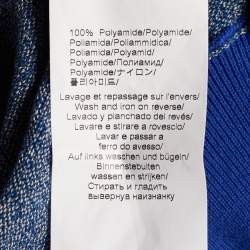 100% Polyamide/Polyamide/
Poliamida/Poliammidica/
Poliamida/Polyamid/
Polyamide/Полиамид/
Polyamide/ナイロン/
폴리아미드/
Lavage et repassage sur l'envers/
Wash and iron on reverse/
Lavado y planchado del revés/
Lavare e stirare a rovescio/
Lavar e passar a
ferro do avesso/
Auf links waschen und bügeln/
Binnenstebuiten
wassen en strijken/
Стирать и гладить
вывернув наизнанку